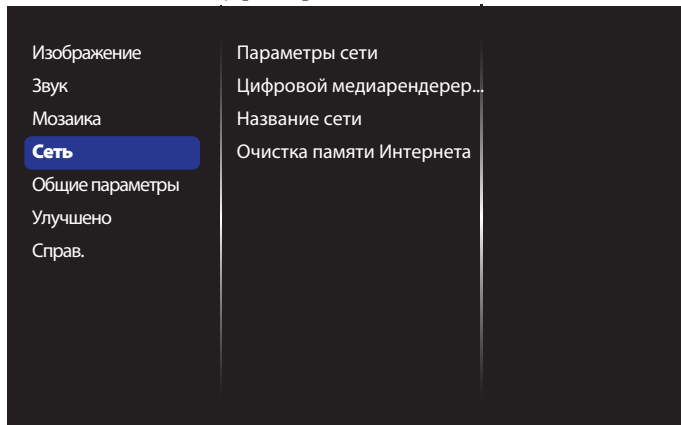 Изображение
Звук
Мозаика
Сеть
Общие параметры
Улучшено
Справ.
Параметры сети
Цифровой медиарендерер...
Название сети
Очистка памяти Интернета